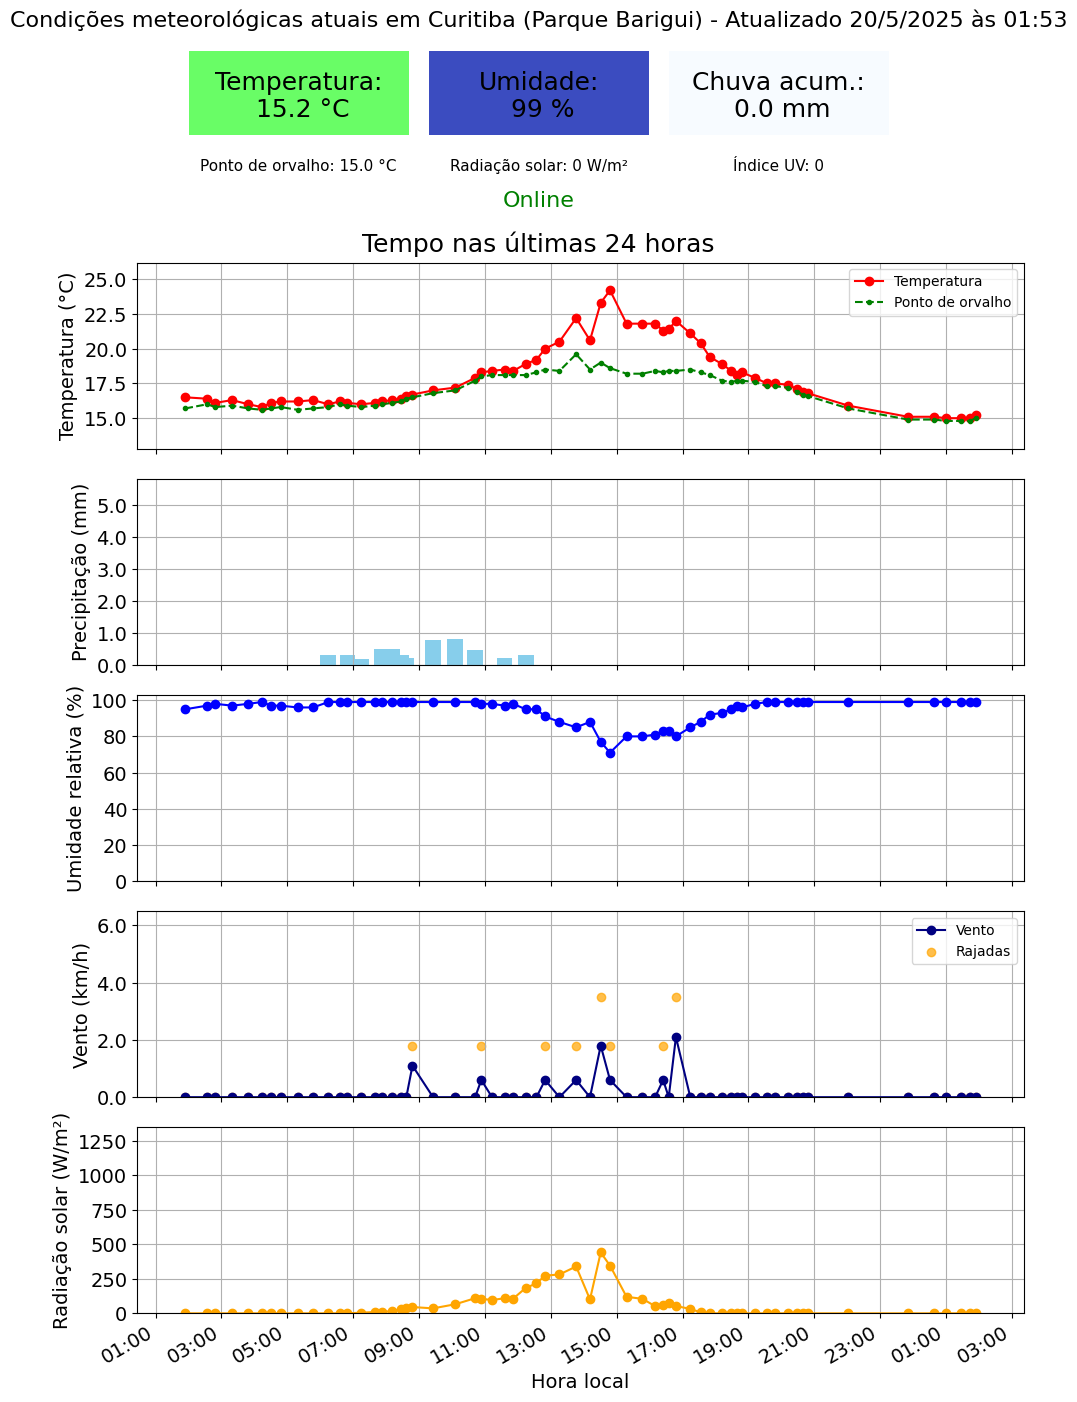 Condições meteorológicas atuais em Curitiba (Parque Barigui) - Atualizado 20/5/2025 às 01:53
Temperatura:
15.2 °C
Umidade:
99 %
Chuva acum.:
0.0 mm
Ponto de orvalho: 15.0 °C
Radiação solar: 0 W/m²
Índice UV: 0
Online
Tempo nas últimas 24 horas
Temperatura (°C)
25.0
22.5
20.0
17.5
15.0
Temperatura
Ponto de orvalho
Precipitação (mm)
5.0
4.0
3.0
2.0
1.0
0.0
Umidade relativa (%)
100
80
60
40
20
0
Vento (km/h)
6.0
4.0
2.0
0.0
Vento
Rajadas
Radiação solar (W/m²)
1250
1000
750
500
250
0
01:00
03:00
05:00
07:00
09:00
11:00
13:00
15:00
17:00
19:00
21:00
23:00
01:00
03:00
Hora local